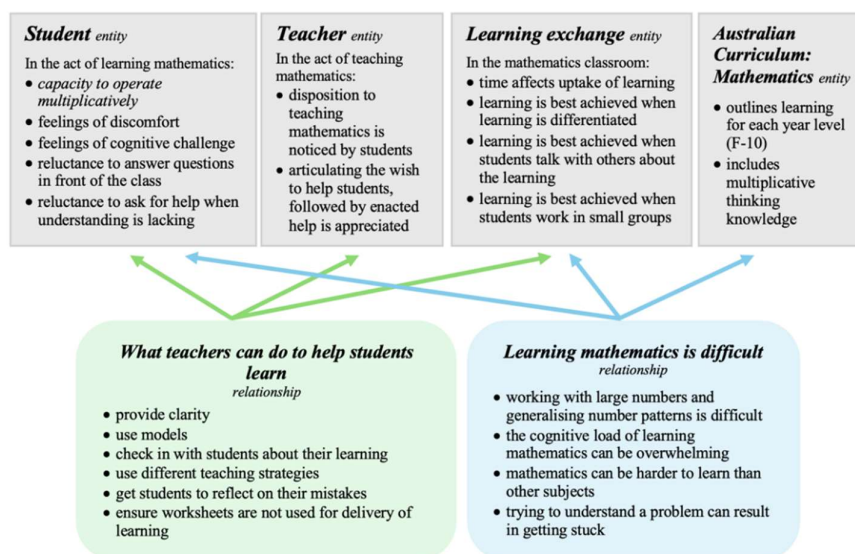 Student entity
In the act of learning mathematics:
• capacity to operate
multiplicatively
• feelings of discomfort
• feelings of cognitive challenge
• reluctance to answer questions
in front of the class
• reluctance to ask for help when
understanding is lacking
Teacher entity
In the act of teaching
mathematics:
• disposition to
teaching
mathematics is
noticed by students
• articulating the wish
to help students,
followed by enacted
help is appreciated
Learning exchange entity
In the mathematics classroom:
• time affects uptake of learning
• learning is best achieved when
learning is differentiated
• learning is best achieved when
students talk with others about
the learning
• learning is best achieved when
students work in small groups
Australian
Curriculum:
Mathematics entity
• outlines learning
for each year level
(F-10)
• includes
multiplicative
thinking
knowledge
What teachers can do to help students
learn
relationship
• provide clarity
• use models
• check in with students about their learning
• use different teaching strategies
• get students to reflect on their mistakes
• ensure worksheets are not used for delivery of
learning
Learning mathematics is difficult
relationship
• working with large numbers and
generalising number patterns is difficult
• the cognitive load of learning
mathematics can be overwhelming
• mathematics can be harder to learn than
other subjects
• trying to understand a problem can result
in getting stuck